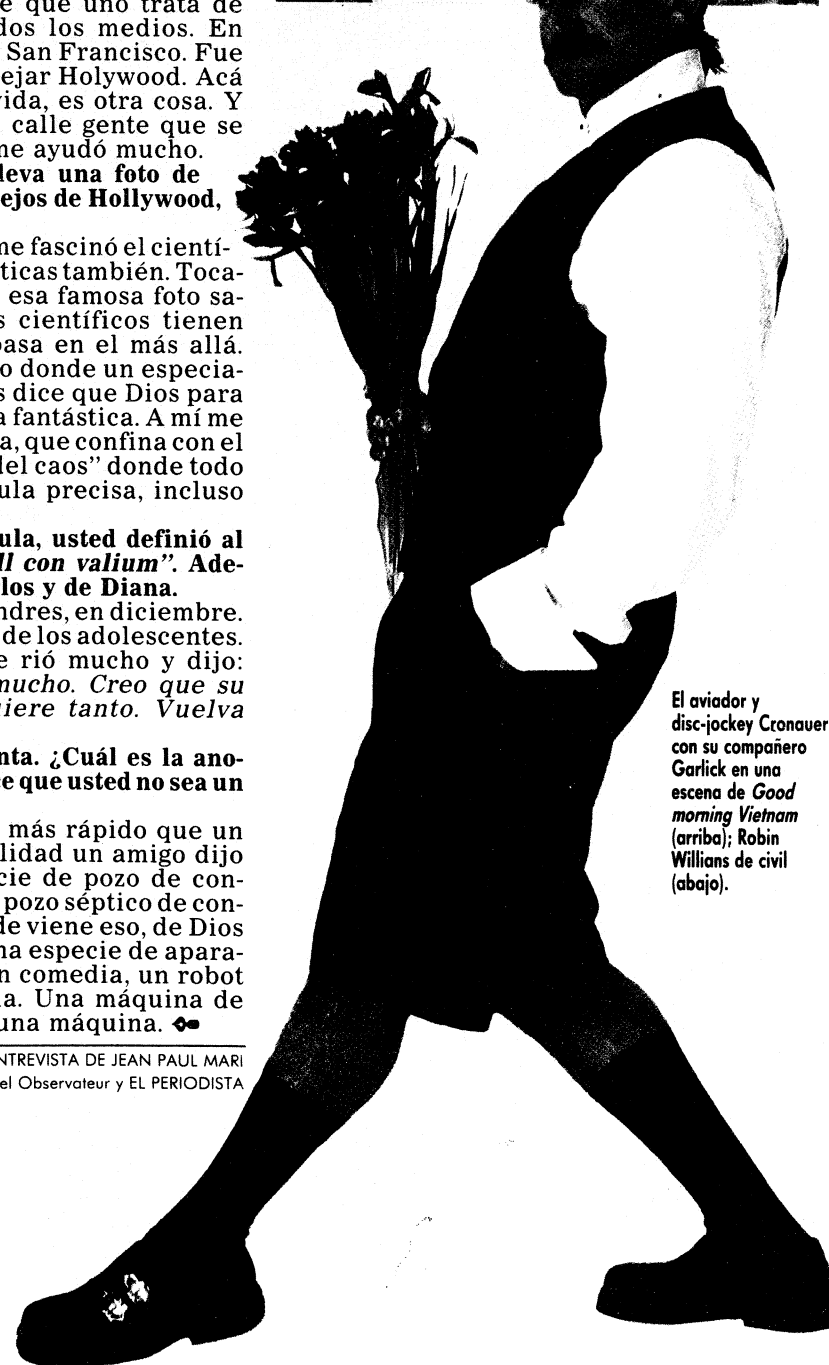 e que uno trata de
dos los medios. En
San Francisco. Fue
ejar Holywood. Acá
vida, es otra cosa. Y
calle gente que se
me ayudó mucho.
leva una foto de
ejos de Hollywood,
me fascinó el cientí-
ticas también. Toca-
esa famosa foto sa-
s científicos tienen
pasa en el más allá.
o donde un especia-
s dice que Dios para
a fantástica. A mí me
a, que confina con el
del caos” donde todo
ula precisa, incluso
ula, usted definió al
ll con valium”. Ade-
los y de Diana.
ndres, en diciembre.
de los adolescentes.
e rió mucho y dijo:
mucho. Creo que su
iere tanto. Vuelva
nta. ¿Cuál es la ano-
ce que usted no sea un
más rápido que un
lidad un amigo dijo
cie de pozo de con-
pozo séptico de con-
de viene eso, de Dios
na especie de apara-
n comedia, un robot
a. Una máquina de
una máquina.
NTREVISTA DE JEAN PAUL MARI
el Observateur y EL PERIODISTA
El aviador y
disc-jockey Cronauer
con su compañero
Garlick en una
escena de Good
morning Vietnam
(arriba); Robin
Willians de civil
(abajo).